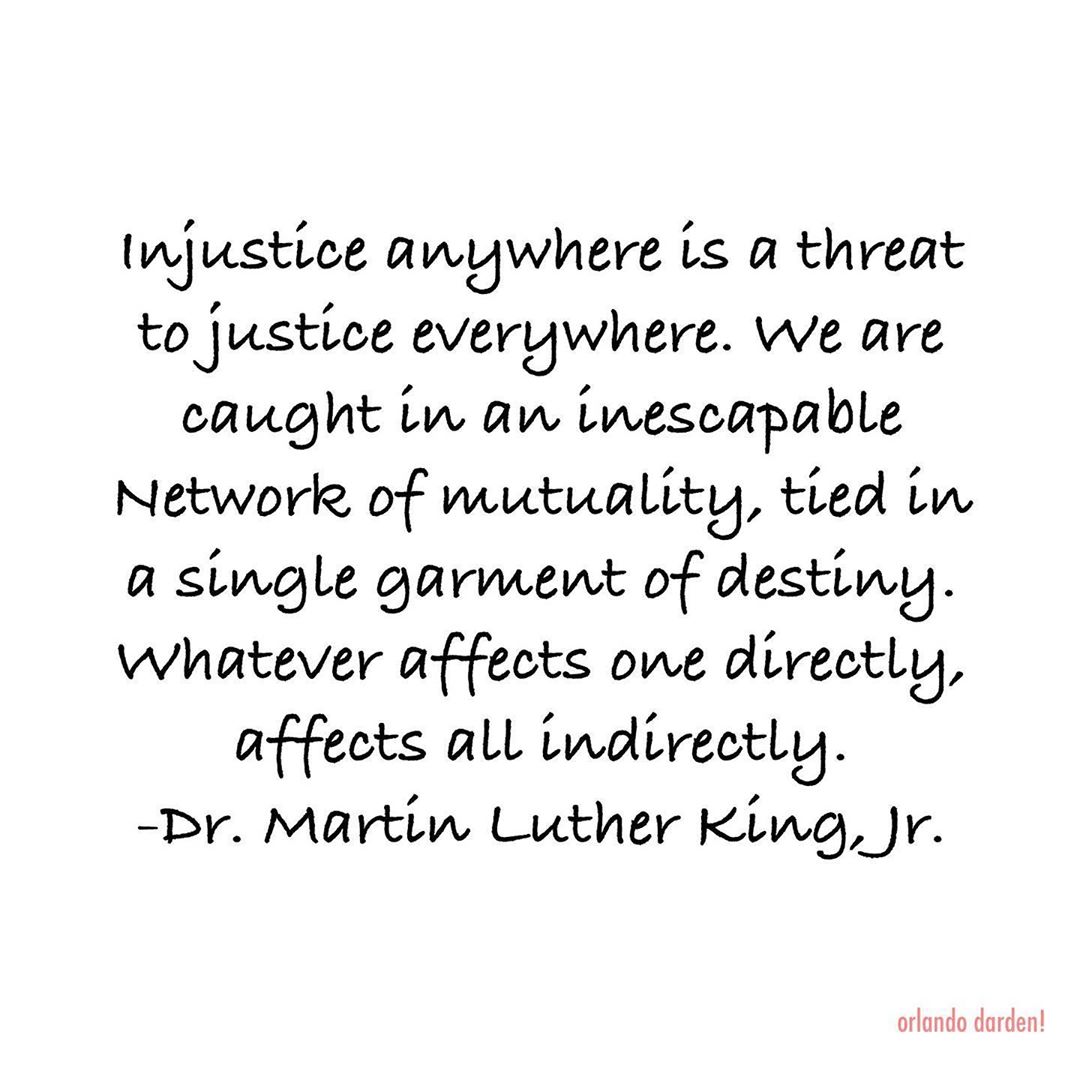 Injustice anywhere is a threat
to justice everywhere. We are
caught in an inescapable
Network of mutuality, tied in
a single garment of destiny.
Whatever affects one directly,
affects all indirectly.
-Dr. Martin Luther King, Jr.
orlando darden!